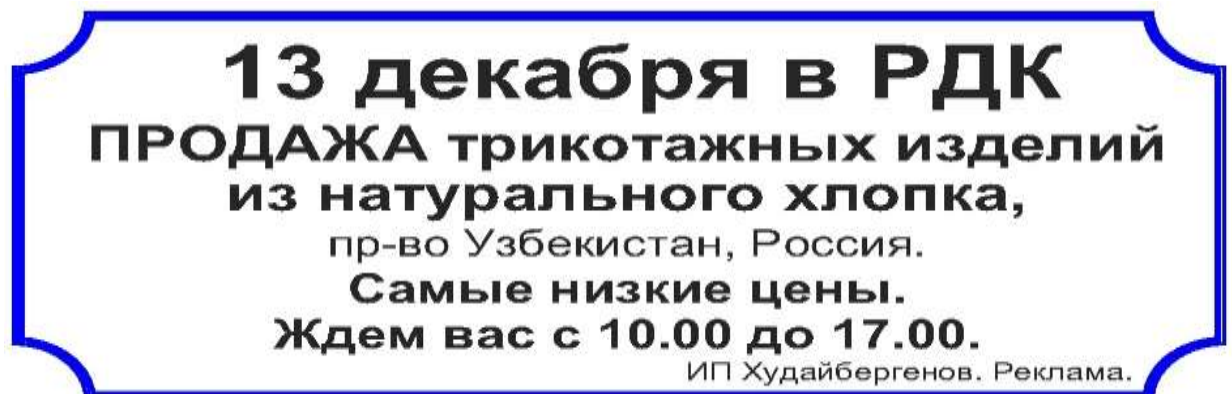 13 декабря в РДК
ПРОДАЖА трикотажных изделий
из натурального хлопка,
пр-во Узбекистан, Россия.
Самые низкие цены.
Ждем вас с 10.00 до 17.00.
ИП Худайбергенов. Реклама.